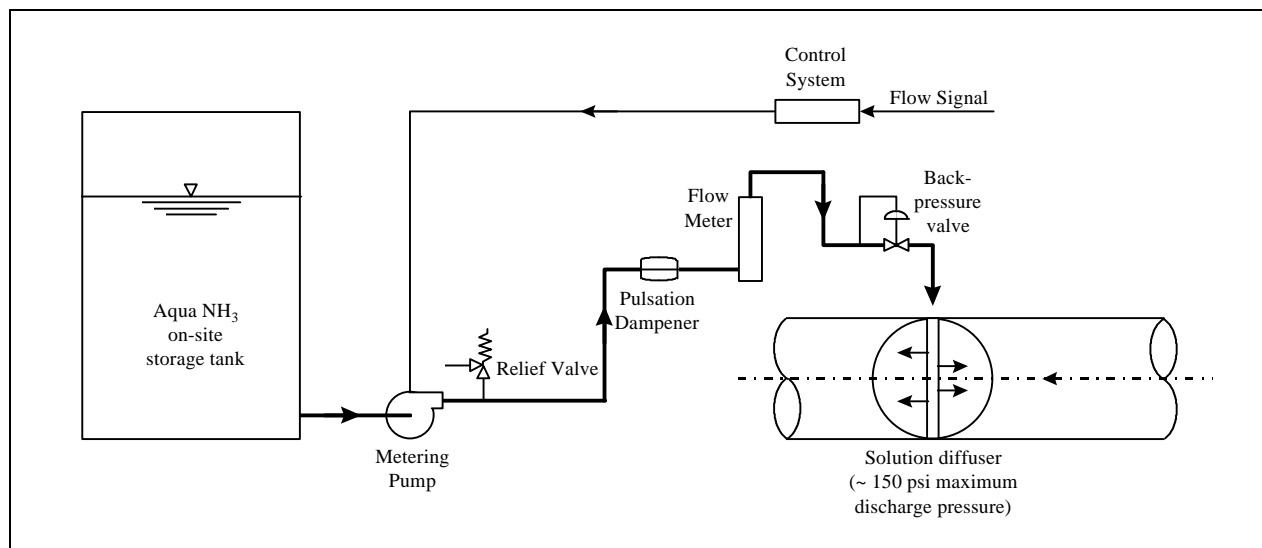 Control
System
Flow Signal
Flow
Meter
Back-
pressure
valve
Aqua NH₃
on-site
storage tank
Pulsation
Dampener
Relief Valve
Metering
Pump
Solution diffuser
(~ 150 psi maximum
discharge pressure)